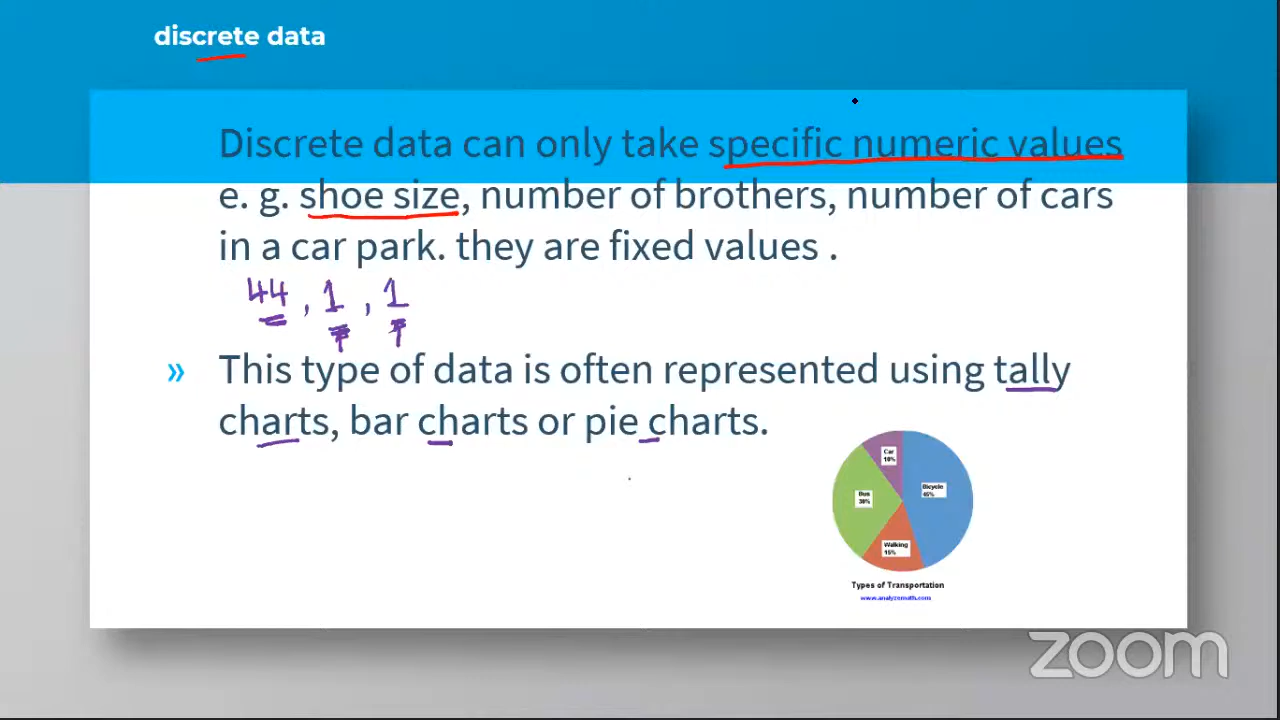 discrete data
Discrete data can only take specific numeric values
e. g. shoe size, number of brothers, number of cars
in a car park. they are fixed values .
44, 1, 1
» This type of data is often represented using tally
charts, bar charts or pie charts.
Car
10%
Bicycle
45%
Bus
30%
Walking
15%
Types of Transportation
www.analyzemath.com
zoom